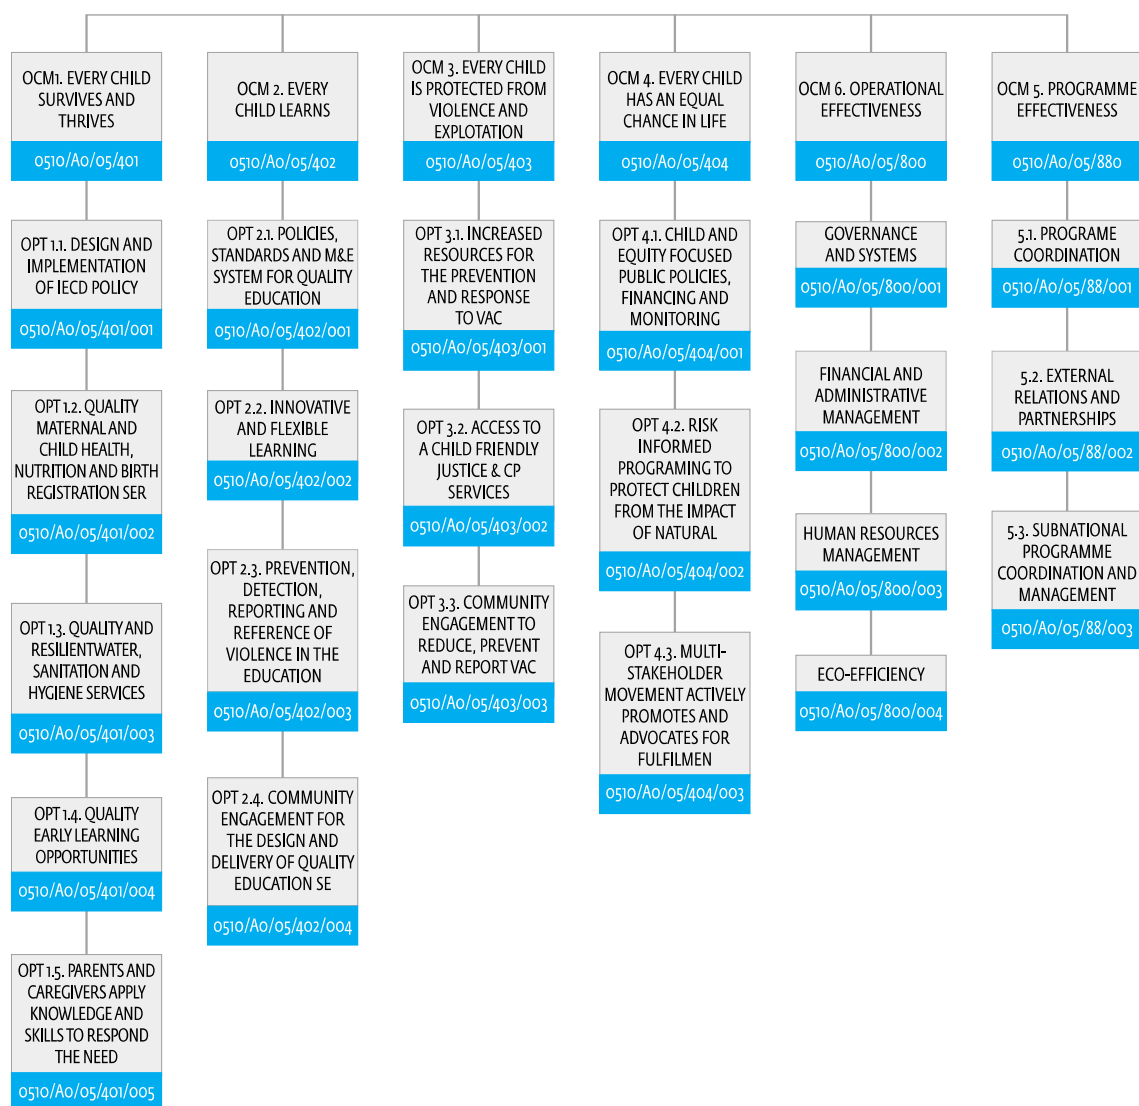 OCM1. EVERY CHILD
SURVIVES AND
THRIVES
0510/A0/05/401
OPT 1.1. DESIGN AND
IMPLEMENTATION
OF IECD POLICY
0510/A0/05/401/001
OPT 1.2. QUALITY
MATERNAL AND
CHILD HEALTH,
NUTRITION AND BIRTH
REGISTRATION SER
0510/A0/05/401/002
OPT 1.3. QUALITY AND
RESILIENTWATER,
SANITATION AND
HYGIENE SERVICES
0510/A0/05/401/003
OPT 1.4. QUALITY
EARLY LEARNING
OPPORTUNITIES
0510/A0/05/401/004
OPT 1.5. PARENTS AND
CAREGIVERS APPLY
KNOWLEDGE AND
SKILLS TO RESPOND
THE NEED
0510/A0/05/401/005
OCM 2. EVERY
CHILD LEARNS
0510/A0/05/402
OPT 2.1. POLICIES,
STANDARDS AND M&E
SYSTEM FOR QUALITY
EDUCATION
0510/A0/05/402/001
OPT 2.2. INNOVATIVE
AND FLEXIBLE
LEARNING
0510/A0/05/402/002
OPT 2.3. PREVENTION,
DETECTION,
REPORTING AND
REFERENCE OF
VIOLENCE IN THE
EDUCATION
0510/A0/05/402/003
OPT 2.4. COMMUNITY
ENGAGEMENT FOR
THE DESIGN AND
DELIVERY OF QUALITY
EDUCATION SE
0510/A0/05/402/004
OCM 3. EVERY CHILD
IS PROTECTED FROM
VIOLENCE AND
EXPLOTATION
0510/A0/05/403
OPT 3.1. INCREASED
RESOURCES FOR
THE PREVENTION
AND RESPONSE
TO VAC
0510/A0/05/403/001
OPT 3.2. ACCESS TO
A CHILD FRIENDLY
JUSTICE & CP
SERVICES
0510/A0/05/403/002
OPT 3.3. COMMUNITY
ENGAGEMENT TO
REDUCE, PREVENT
AND REPORT VAC
0510/A0/05/403/003
OCM 4. EVERY CHILD
HAS AN EQUAL
CHANCE IN LIFE
0510/A0/05/404
OPT 4.1. CHILD AND
EQUITY FOCUSED
PUBLIC POLICIES,
FINANCING AND
MONITORING
0510/A0/05/404/001
OPT 4.2. RISK
INFORMED
PROGRAMING TO
PROTECT CHILDREN
FROM THE IMPACT
OF NATURAL
0510/A0/05/404/002
OPT 4.3. MULTI-
STAKEHOLDER
MOVEMENT ACTIVELY
PROMOTES AND
ADVOCATES FOR
FULFILMEN
0510/A0/05/404/003
OCM 6. OPERATIONAL
EFFECTIVENESS
0510/A0/05/800
GOVERNANCE
AND SYSTEMS
0510/A0/05/800/001
FINANCIAL AND
ADMINISTRATIVE
MANAGEMENT
0510/A0/05/800/002
HUMAN RESOURCES
MANAGEMENT
0510/A0/05/800/003
ECO-EFFICIENCY
0510/A0/05/800/004
OCM 5. PROGRAMME
EFFECTIVENESS
0510/A0/05/880
5.1. PROGRAME
COORDINATION
0510/A0/05/88/001
5.2. EXTERNAL
RELATIONS AND
PARTNERSHIPS
0510/A0/05/88/002
5.3. SUBNATIONAL
PROGRAMME
COORDINATION AND
MANAGEMENT
0510/A0/05/88/003